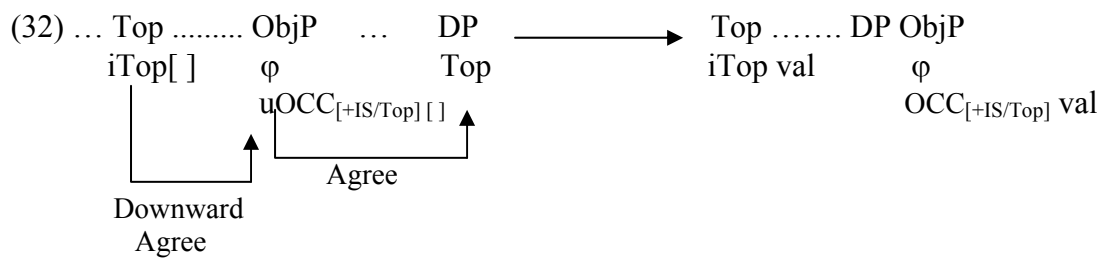 (32) … Top ......... ObjP … DP Top ……. DP ObjP
iTop[ ] φ Top iTop val φ
uOCC[+IS/Top] [ ] OCC[+IS/Top] val
Agree
Downward
Agree